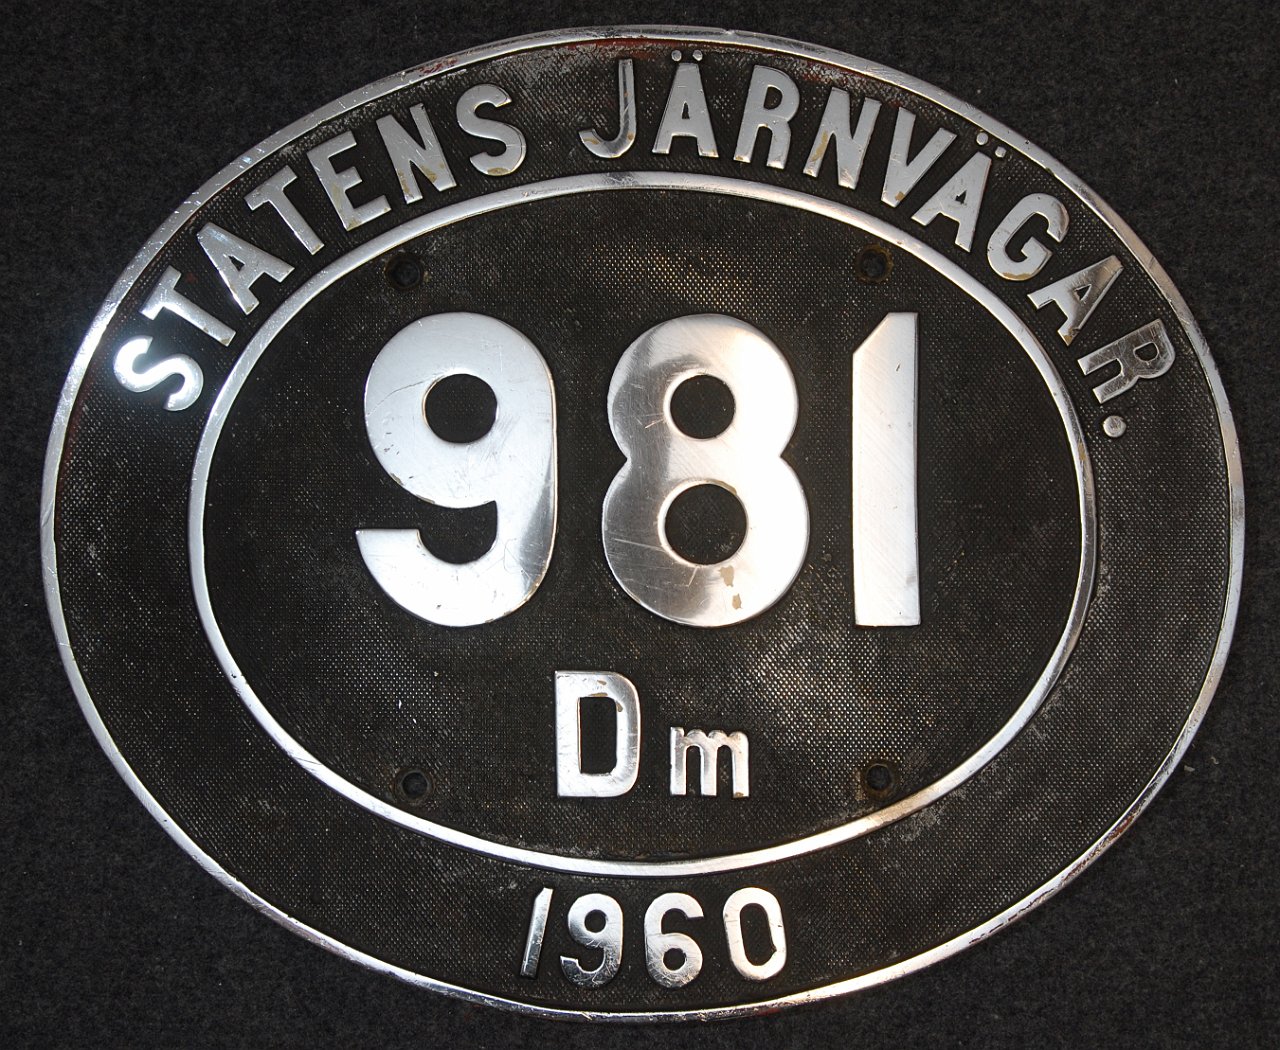 STATENS JÄRNVÄGAR.
981
Dm
1960